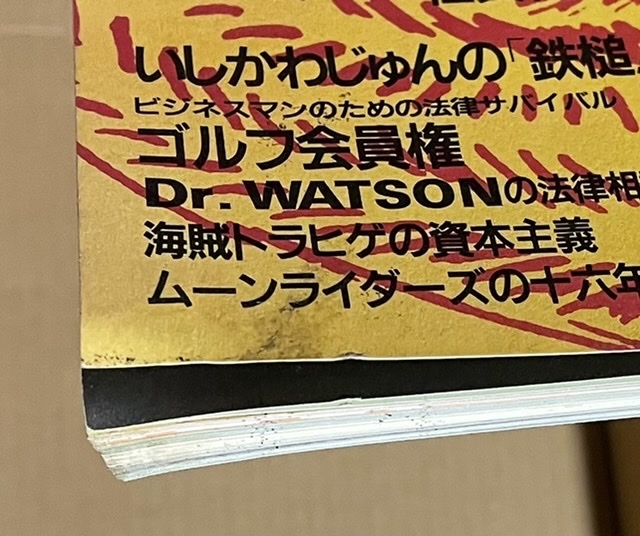 いしかわじゅんの「鉄槌」
ビジネスマンのための法律サバイバル
ゴルフ会員権
Dr. WATSONの法律相
海賊トラヒゲの資本主義
ムーンライダーズの十六年